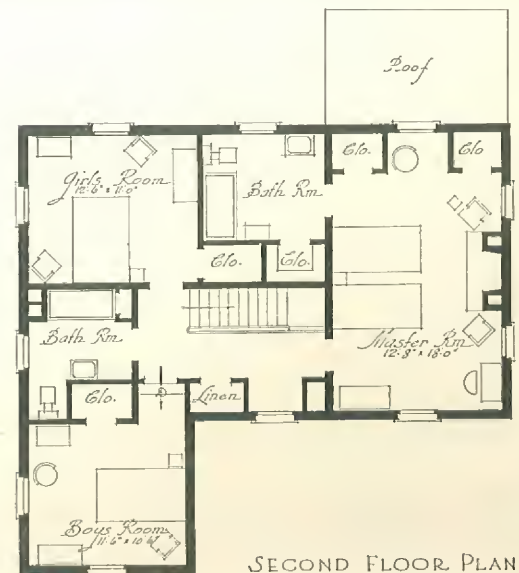 Roof
Clo.
Clo
Girls Room
12'-6" x 11'-0"
Bath Rm
Clo.
Clo.
Bath Rm
Master Rm
12'-9" x 18'-0"
Clo.
Linen
Boys Room
11'-6" x 10'-6"
SECOND FLOOR PLAN